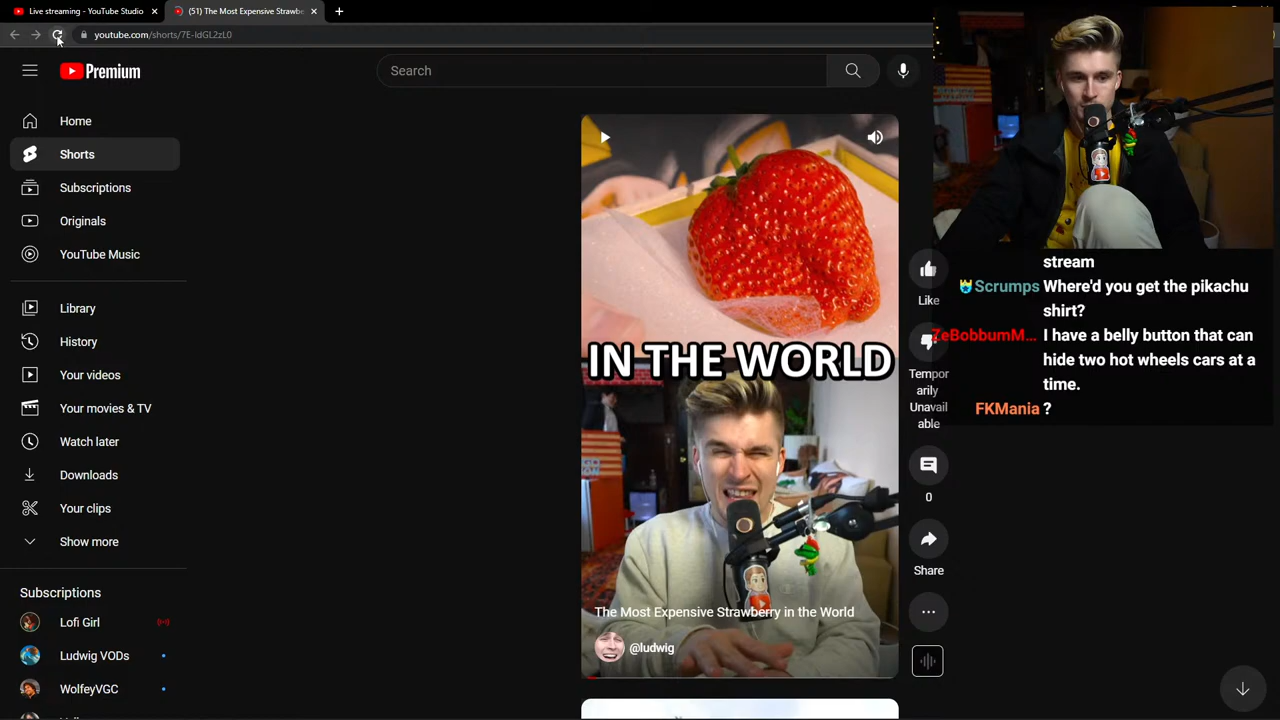 Live streaming - YouTube Studio
(51) The Most Expensive Strawbe
youtube.com/shorts/7E-IdGL2zL0
Premium
Search
Home
Shorts
Subscriptions
Originals
YouTube Music
Library
History
Your videos
Your movies & TV
Watch later
Downloads
Your clips
Show more
Subscriptions
Lofi Girl
Ludwig VODs
WolfeyVGC
IN THE WORLD
The Most Expensive Strawberry in the World
@ludwig
Like
Tempor
arily
Unavail
able
0
Share
stream
Scrumps Where'd you get the pikachu
shirt?
ZeBobbumM... I have a belly button that can
hide two hot wheels cars at a
time.
FKMania ?